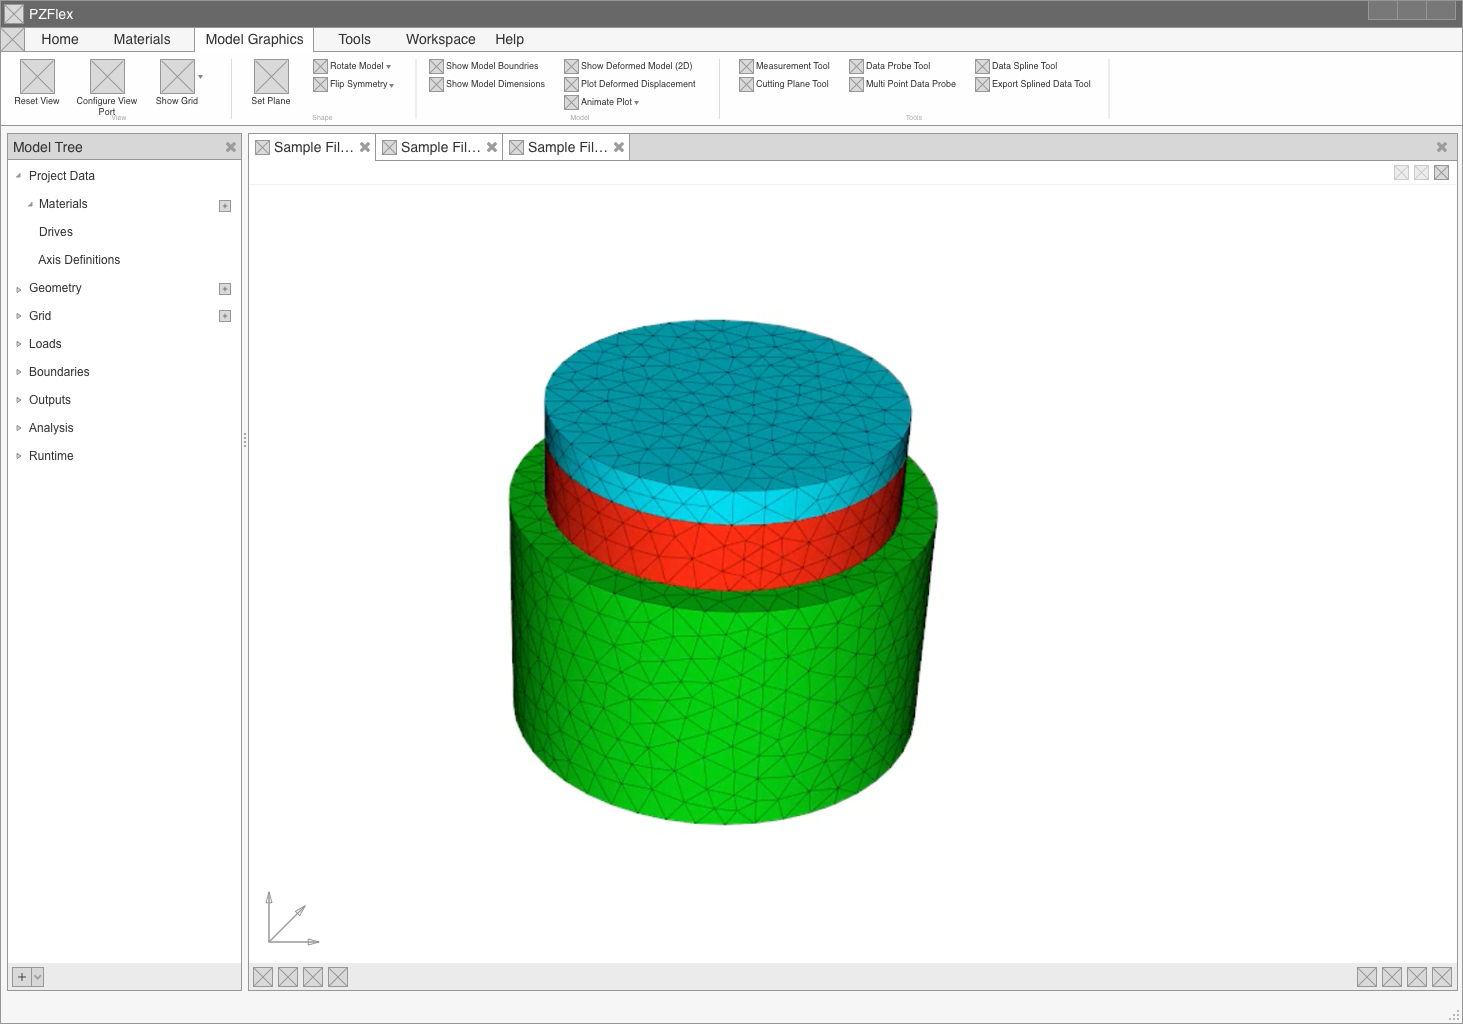 PZFlex
Home Materials Model Graphics Tools Workspace Help
Reset View
Configure View
Port
Show Grid
View
Set Plane
Rotate Model
Flip Symmetry
Shape
Show Model Boundries
Show Model Dimensions
Show Deformed Model (2D)
Plot Deformed Displacement
Animate Plot
Model
Measurement Tool
Cutting Plane Tool
Data Probe Tool
Multi Point Data Probe
Data Spline Tool
Export Splined Data Tool
Tools
Model Tree
Project Data
Materials
Drives
Axis Definitions
Geometry
Grid
Loads
Boundaries
Outputs
Analysis
Runtime
Sample Fil... Sample Fil... Sample Fil...